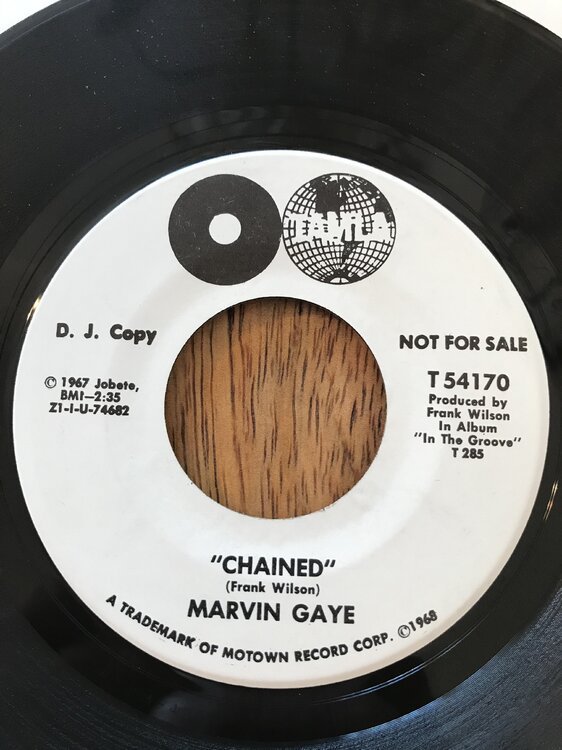 TAMLA
D. J. Copy
NOT FOR SALE
© 1967 Jobete,
BMI—2:35
Z1-I-U-74682
T 54170
Produced by
Frank Wilson
In Album
"In The Groove"
T 285
"CHAINED"
(Frank Wilson)
MARVIN GAYE
A TRADEMARK OF MOTOWN RECORD CORP. ©1968